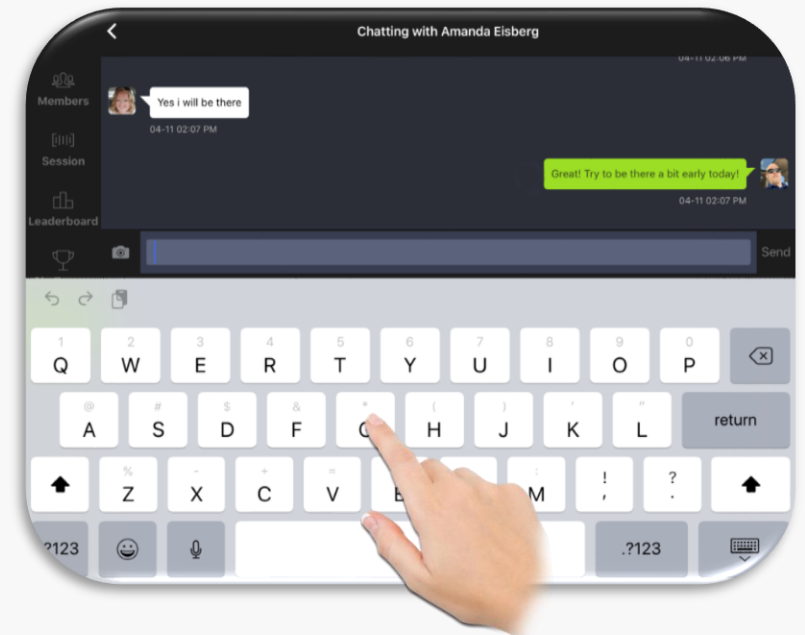 Chatting with Amanda Eisberg
04-11 02:06 PM
Members
Yes i will be there
04-11 02:07 PM
Session
Great! Try to be there a bit early today!
04-11 02:07 PM
Leaderboard
Send
1 2 3 4 5 6 7 8 9 0
Q W E R T Y U I O P
@ # $ & * ( ) ' "
A S D F G H J K L return
% - + = : ! ?
Z X C V B M , .
?123 .?123